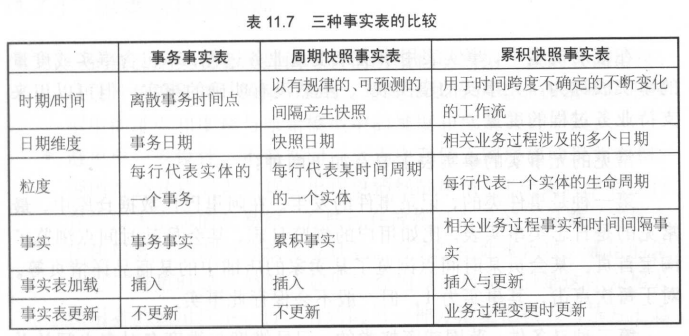 表 11.7 三种事实表的比较
事务事实表 周期快照事实表 累积快照事实表
时期/时间 离散事务时间点 以有规律的、可预测的 用于时间跨度不确定的不断变化
间隔产生快照 的工作流
日期维度 事务日期 快照日期 相关业务过程涉及的多个日期
粒度 每行代表实体的 每行代表某时间周期 每行代表一个实体的生命周期
一个事务 的一个实体
事实 事务事实 累积事实 相关业务过程事实和时间间隔事
实
事实表加载 插入 插入 插入与更新
事实表更新 不更新 不更新 业务过程变更时更新